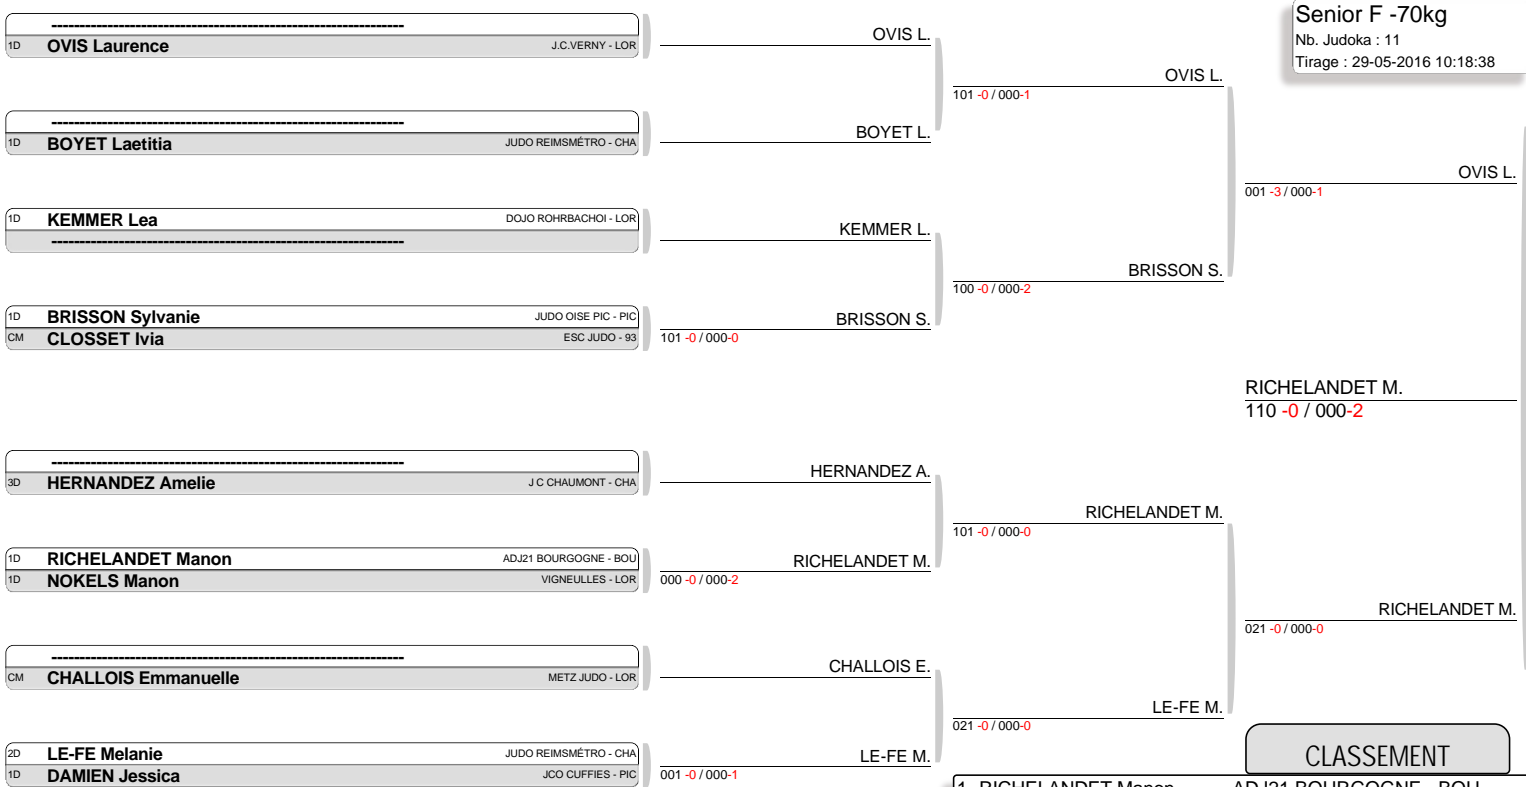 Senior F -70kg
Nb. Judoka : 11
Tirage : 29-05-2016 10:18:38
----------------------------------------------------------------
1D OVIS Laurence J.C.VERNY - LOR
----------------------------------------------------------------
1D BOYET Laetitia JUDO REIMSMÉTRO - CHA
1D KEMMER Lea DOJO ROHRBACHOI - LOR
----------------------------------------------------------------
1D BRISSON Sylvanie JUDO OISE PIC - PIC
CM CLOSSET Ivia ESC JUDO - 93
----------------------------------------------------------------
3D HERNANDEZ Amelie J C CHAUMONT - CHA
1D RICHELANDET Manon ADJ21 BOURGOGNE - BOU
1D NOKELS Manon VIGNEULLES - LOR
----------------------------------------------------------------
CM CHALLOIS Emmanuelle METZ JUDO - LOR
2D LE-FE Melanie JUDO REIMSMÉTRO - CHA
1D DAMIEN Jessica JCO CUFFIES - PIC
OVIS L.
BOYET L.
KEMMER L.
BRISSON S.
101 -0 / 000-0
HERNANDEZ A.
RICHELANDET M.
000 -0 / 000-2
CHALLOIS E.
LE-FE M.
001 -0 / 000-1
OVIS L.
101 -0 / 000-1
BRISSON S.
100 -0 / 000-2
RICHELANDET M.
101 -0 / 000-0
LE-FE M.
021 -0 / 000-0
OVIS L.
001 -3 / 000-1
RICHELANDET M.
110 -0 / 000-2
RICHELANDET M.
021 -0 / 000-0
CLASSEMENT
1 RICHELANDET Manon ADJ21 BOURGOGNE - BOU